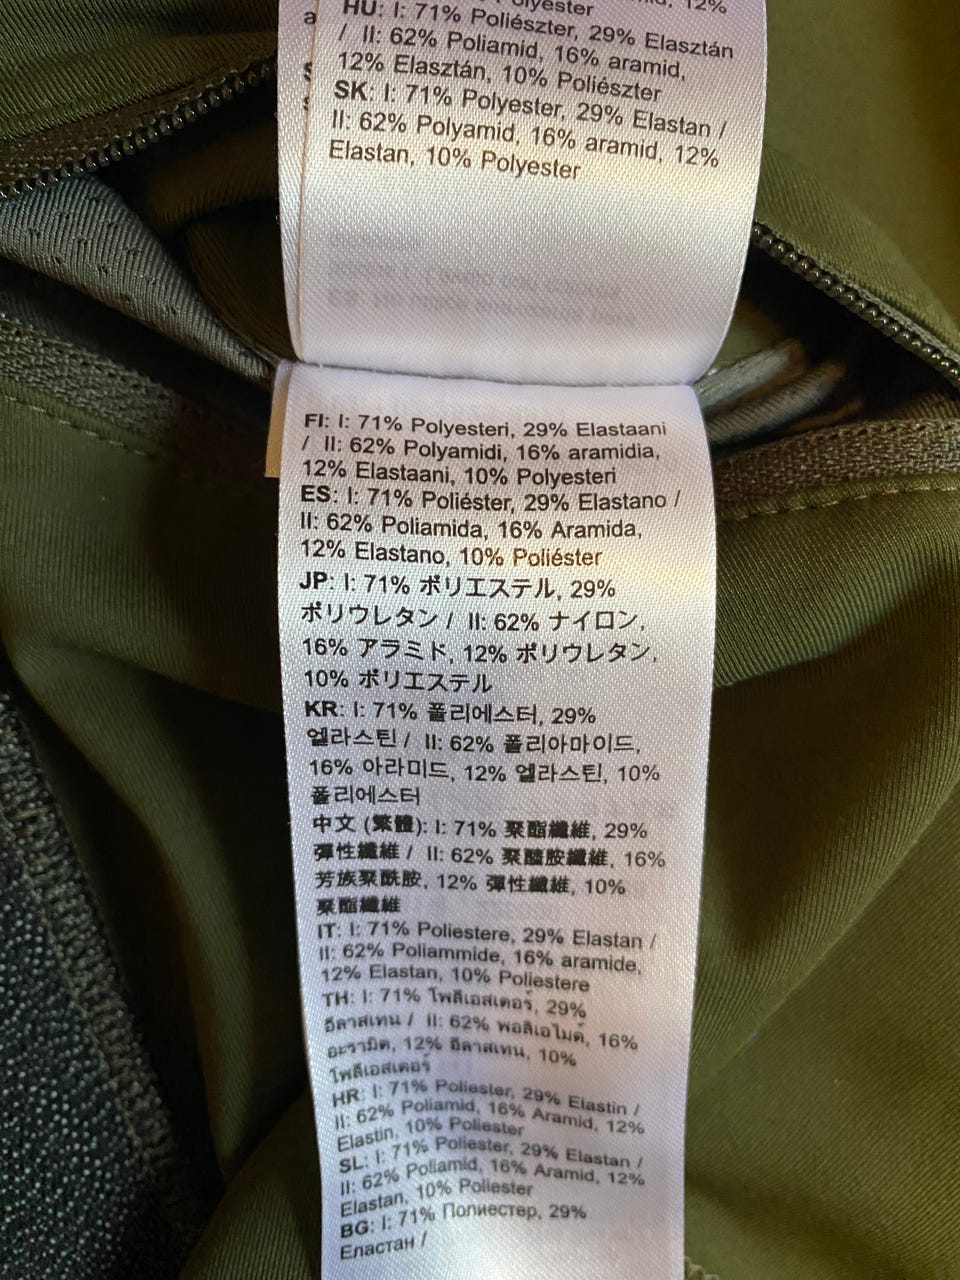 12%
HU: I: 71% Poliészter, 29% Elasztán
/ II: 62% Poliamid, 16% aramid,
12% Elasztán, 10% Poliészter
SK: I: 71% Polyester, 29% Elastan /
II: 62% Polyamid, 16% aramid, 12%
Elastan, 10% Polyester
FI: I: 71% Polyesteri, 29% Elastaani
/ II: 62% Polyamidi, 16% aramidia,
12% Elastaani, 10% Polyesteri
ES: I: 71% Poliéster, 29% Elastano /
II: 62% Poliamida, 16% Aramida,
12% Elastano, 10% Poliéster
JP: I: 71% ポリエステル, 29%
ポリウレタン / II: 62% ナイロン,
16% アラミド, 12% ポリウレタン,
10% ポリエステル
KR: I: 71% 폴리에스터, 29%
엘라스틴 / II: 62% 폴리아마이드,
16% 아라미드, 12% 엘라스틴, 10%
폴리에스터
中文 (繁體): I: 71% 聚酯纖維, 29%
彈性纖維 / II: 62% 聚醯胺纖維, 16%
芳族聚酰胺, 12% 彈性纖維, 10%
聚酯纖維
IT: I: 71% Poliestere, 29% Elastan /
II: 62% Poliammide, 16% aramide,
12% Elastan, 10% Poliestere
TH: I: 71% โพลีเอสเตอร์, 29%
อีลาสเทน / II: 62% พอลิเอไมด์, 16%
อะรามิด, 12% อีลาสเทน, 10%
โพลีเอสเตอร์
HR: I: 71% Poliester, 29% Elastin /
II: 62% Poliamid, 16% Aramid, 12%
Elastin, 10% Poliester
SL: I: 71% Poliester, 29% Elastan /
II: 62% Poliamid, 16% Aramid, 12%
Elastan, 10% Poliester
BG: I: 71% Полиестер, 29%
Еластан /